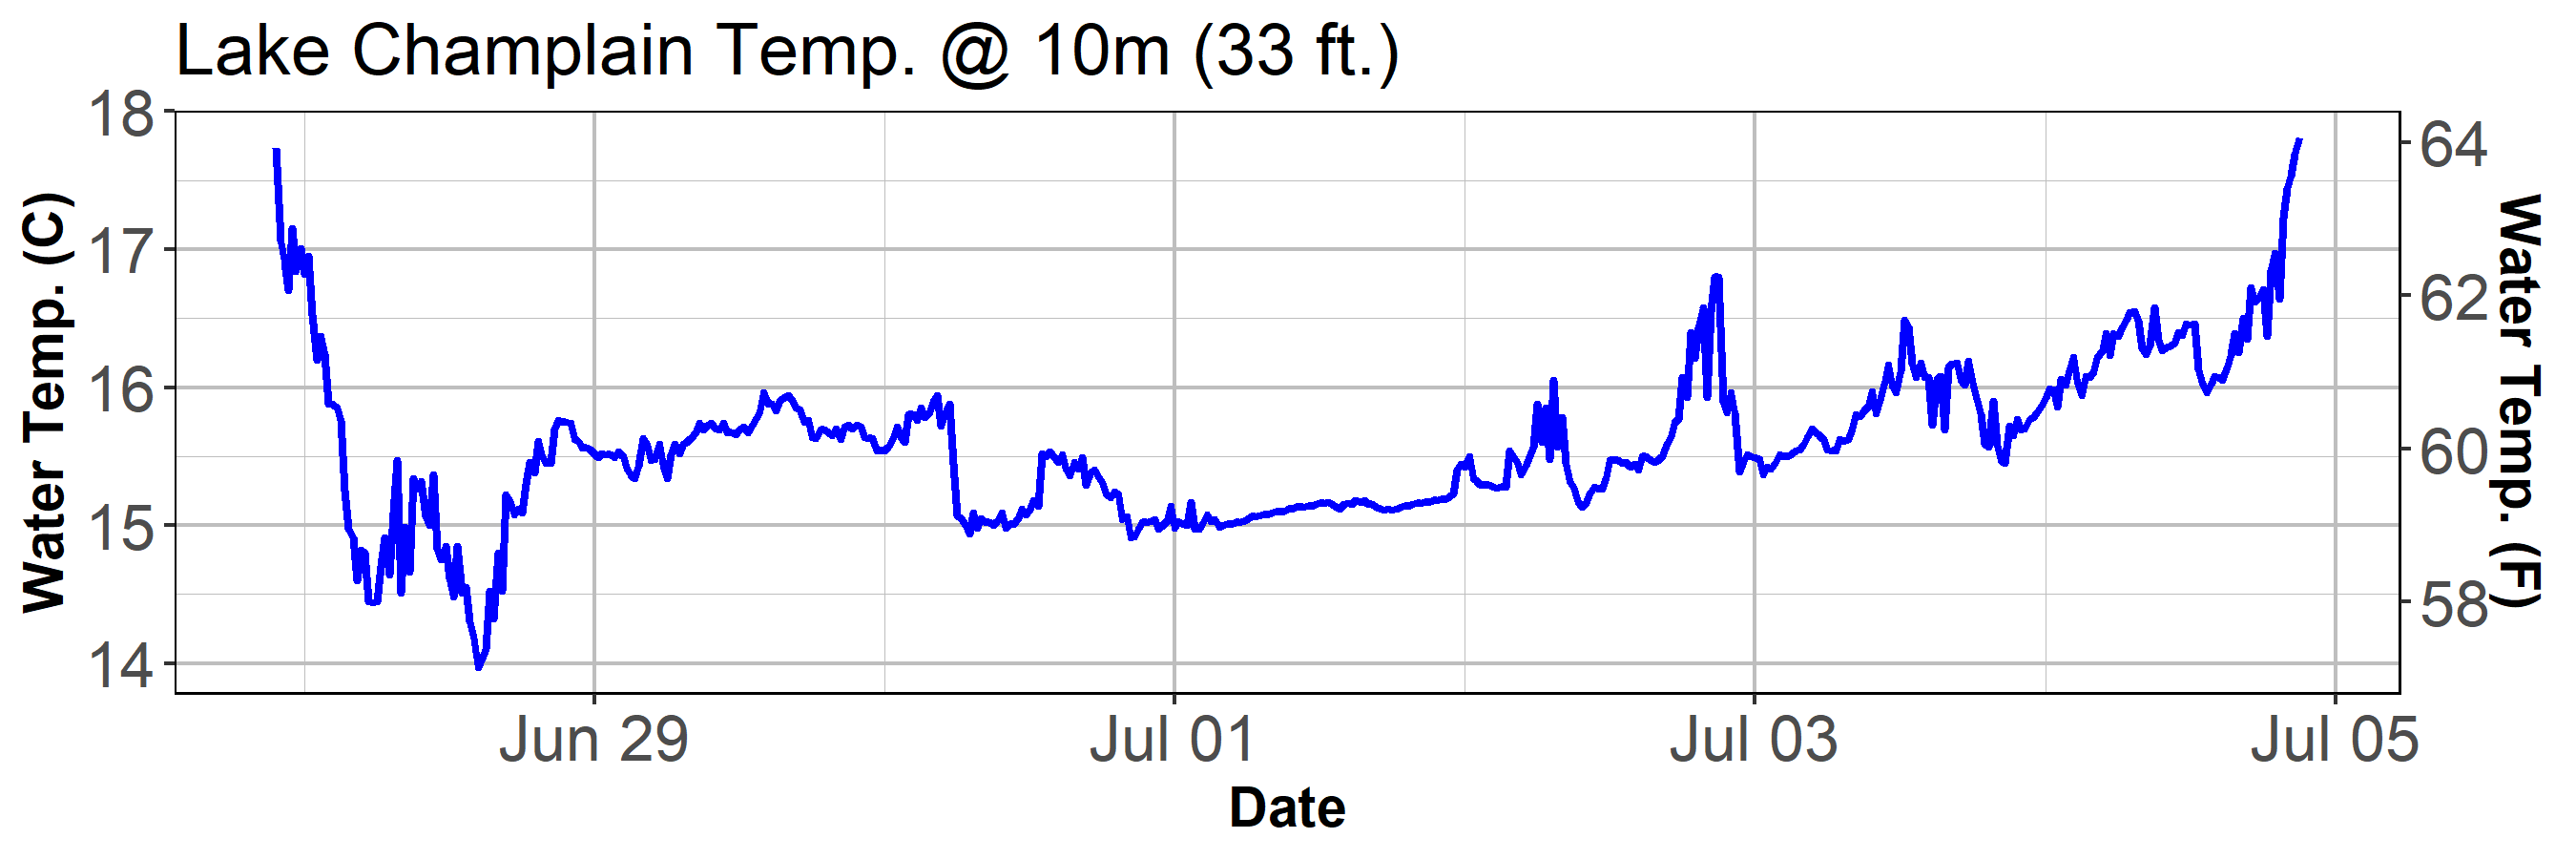 Lake Champlain Temp. @ 10m (33 ft.)
18
17
16
15
14
Water Temp. (C)
64
62
60
58
Water Temp. (F)
Jun 29
Jul 01
Jul 03
Jul 05
Date